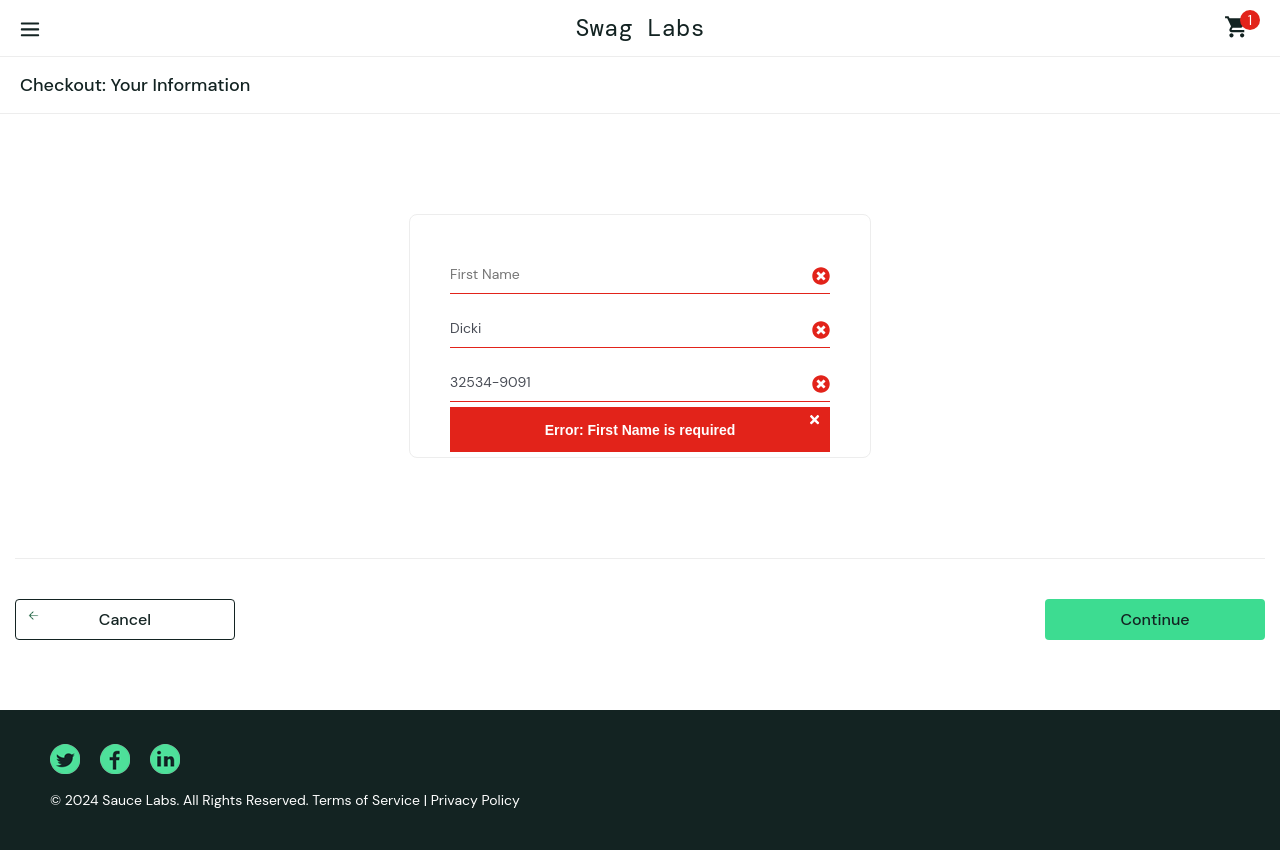 Swag Labs
1
Checkout: Your Information
First Name
Dicki
32534-9091
Error: First Name is required
Cancel
Continue
© 2024 Sauce Labs. All Rights Reserved. Terms of Service | Privacy Policy